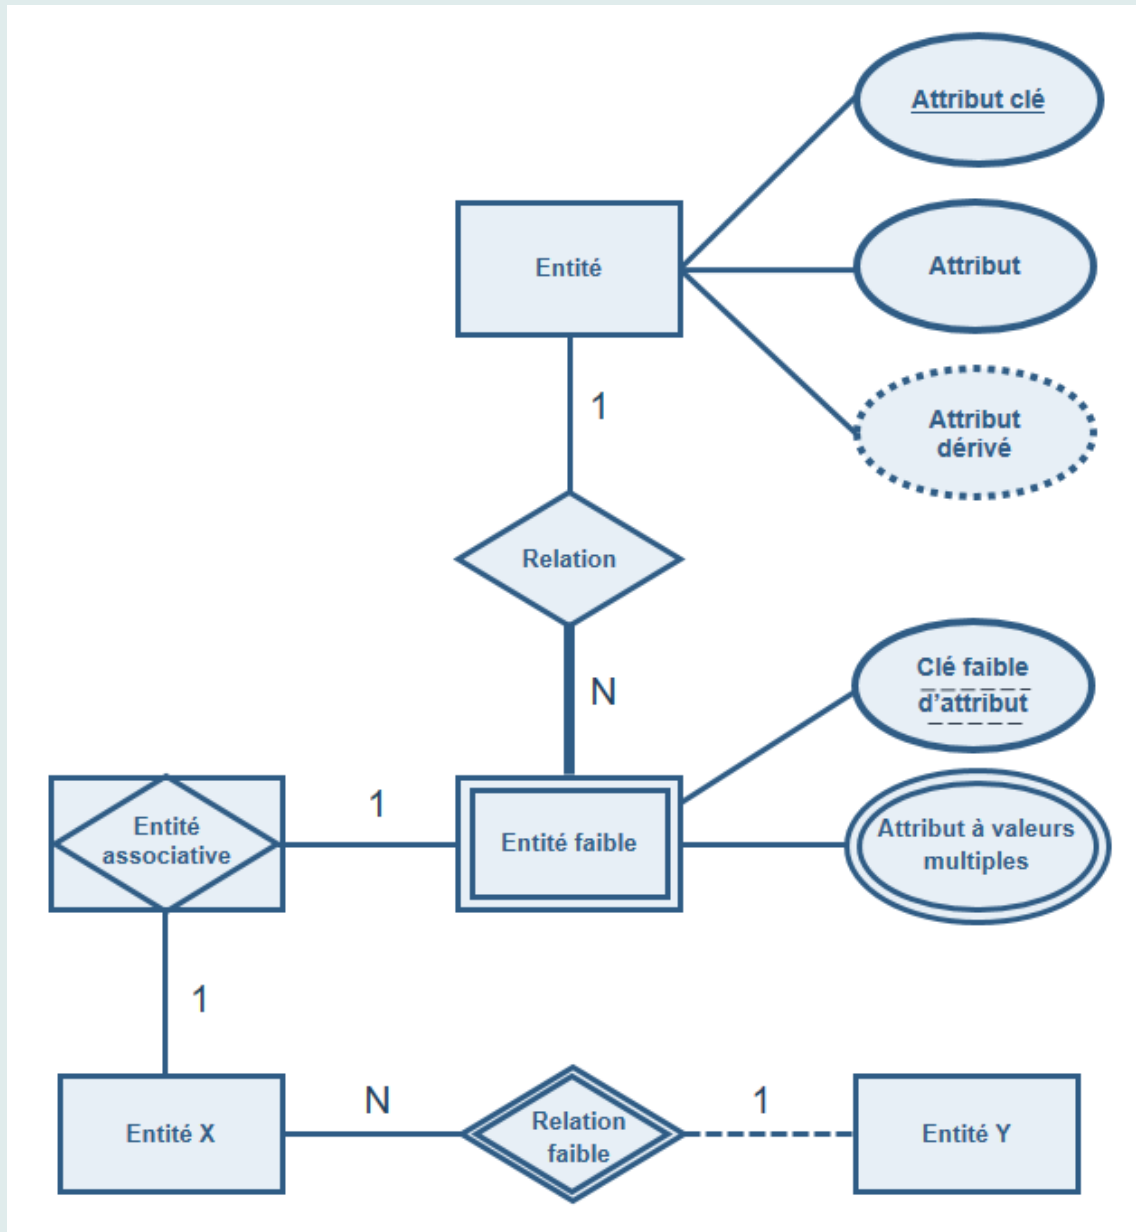 Attribut clé
Entité
Attribut
1
Attribut
dérivé
Relation
N
Clé faible
d'attribut
Entité
associative
1
Entité faible
Attribut à valeurs
multiples
1
Entité X
N
Relation
faible
1
Entité Y